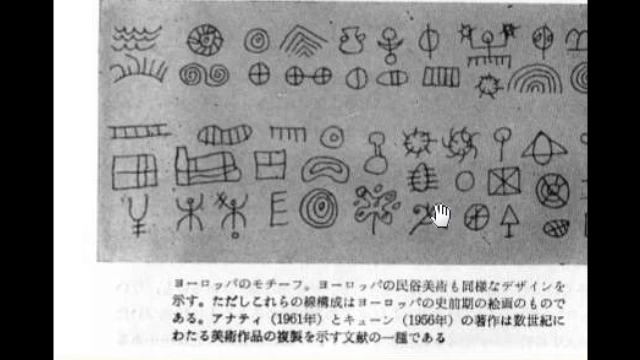 ヨーロッパのモチーフ。ヨーロッパの民俗美術も同様なデザインを
示す。ただしこれらの線構成はヨーロッパの史前期の絵画のもので
ある。アナティ（1961年）とキューン（1956年）の著作は数世紀に
わたる美術作品の複製を示す文献の一種である